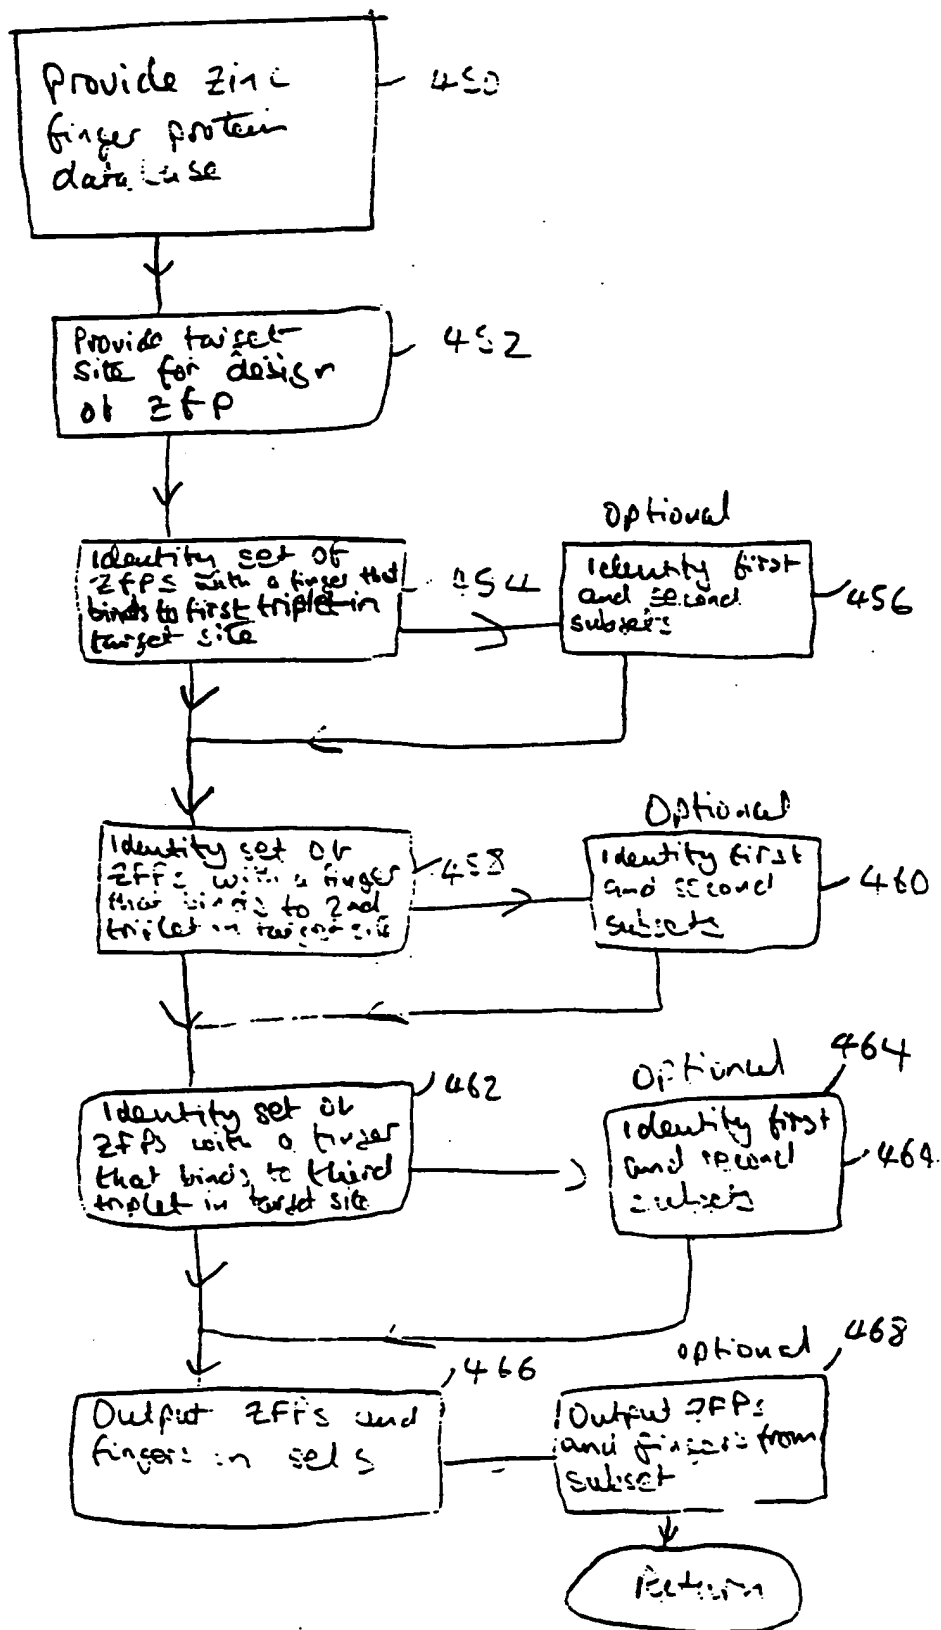 Provide zinc
finger protein
database
450
Provide target
site for design
of ZFP
452
Identify set of
ZFPs with a finger that
binds to first triplet in
target site
454
Optional
Identify first
and second
subsets
456
Identify set of
ZFPs with a finger
that binds to 2nd
triplet in target site
458
Optional
Identify first
and second
subsets
460
Identify set of
ZFPs with a finger
that binds to third
triplet in target site
462
Optional
464
Identify first
and second
subsets
464
Output ZFPs and
fingers in sets
466
Optional
468
Output ZFPs
and fingers from
subset
Return